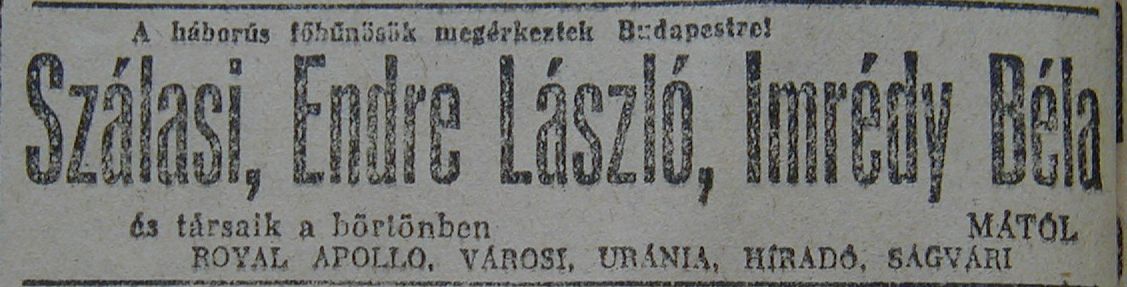 A háborús főbűnösök megérkeztek Budapestre!
Szálasi, Endre László, Imrédy Béla
és társaik a börtönben MÁTÓL
ROYAL APOLLO, VÁROSI, URÁNIA, HÍRADÓ, SÁGVÁRI